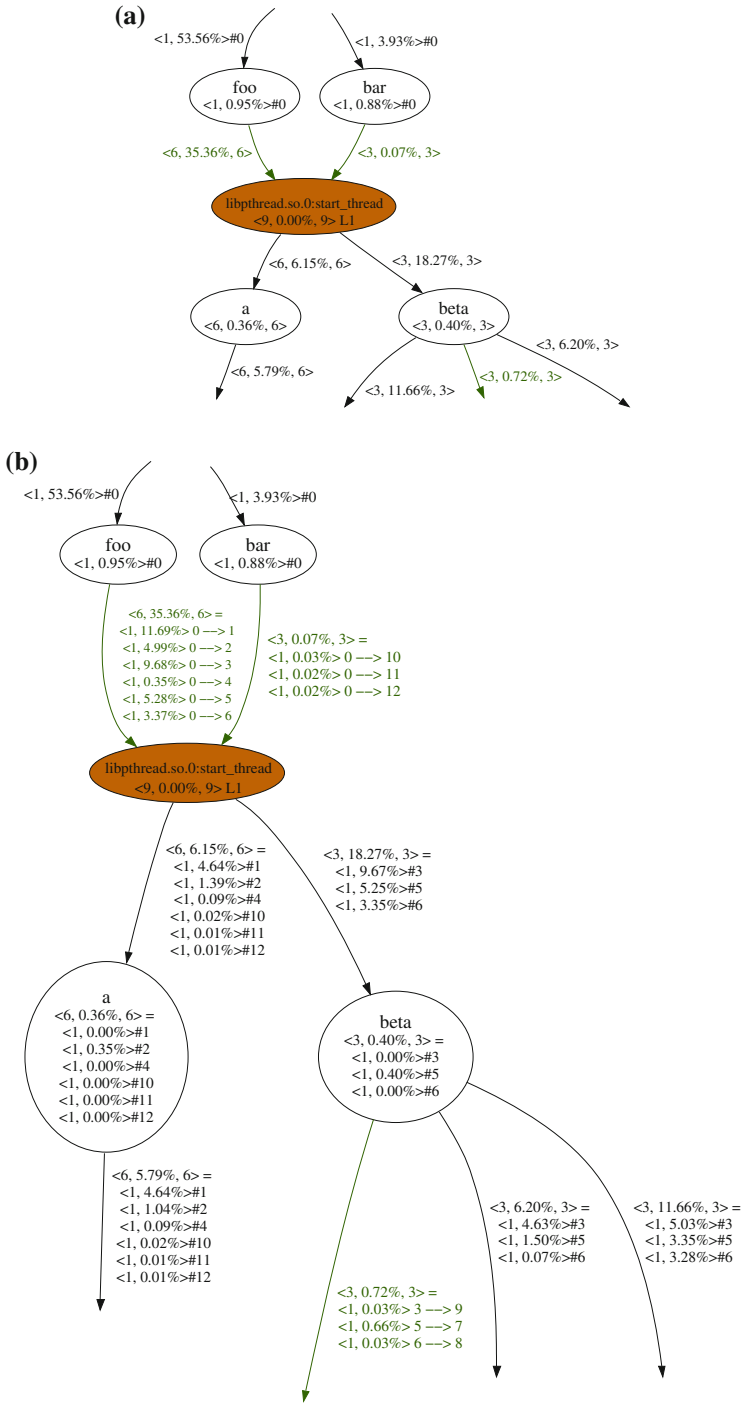 (a)
<1, 53.56%>#0
<1, 3.93%>#0
foo
<1, 0.95%>#0
bar
<1, 0.88%>#0
<6, 35.36%, 6>
<3, 0.07%, 3>
libpthread.so.0:start_thread
<9, 0.00%, 9> L1
<6, 6.15%, 6>
<3, 18.27%, 3>
a
<6, 0.36%, 6>
beta
<3, 0.40%, 3>
<6, 5.79%, 6>
<3, 11.66%, 3>
<3, 0.72%, 3>
<3, 6.20%, 3>
(b)
<1, 53.56%>#0
<1, 3.93%>#0
foo
<1, 0.95%>#0
bar
<1, 0.88%>#0
<6, 35.36%, 6> =
<1, 11.69%> 0 −−> 1
<1, 4.99%> 0 −−> 2
<1, 9.68%> 0 −−> 3
<1, 0.35%> 0 −−> 4
<1, 5.28%> 0 −−> 5
<1, 3.37%> 0 −−> 6
<3, 0.07%, 3> =
<1, 0.03%> 0 −−> 10
<1, 0.02%> 0 −−> 11
<1, 0.02%> 0 −−> 12
libpthread.so.0:start_thread
<9, 0.00%, 9> L1
<6, 6.15%, 6> =
<1, 4.64%>#1
<1, 1.39%>#2
<1, 0.09%>#4
<1, 0.02%>#10
<1, 0.01%>#11
<1, 0.01%>#12
<3, 18.27%, 3> =
<1, 9.67%>#3
<1, 5.25%>#5
<1, 3.35%>#6
a
<6, 0.36%, 6> =
<1, 0.00%>#1
<1, 0.35%>#2
<1, 0.00%>#4
<1, 0.00%>#10
<1, 0.00%>#11
<1, 0.00%>#12
beta
<3, 0.40%, 3> =
<1, 0.00%>#3
<1, 0.40%>#5
<1, 0.00%>#6
<6, 5.79%, 6> =
<1, 4.64%>#1
<1, 1.04%>#2
<1, 0.09%>#4
<1, 0.02%>#10
<1, 0.01%>#11
<1, 0.01%>#12
<3, 0.72%, 3> =
<1, 0.03%> 3 −−> 9
<1, 0.66%> 5 −−> 7
<1, 0.03%> 6 −−> 8
<3, 6.20%, 3> =
<1, 4.63%>#3
<1, 1.50%>#5
<1, 0.07%>#6
<3, 11.66%, 3> =
<1, 5.03%>#3
<1, 3.35%>#5
<1, 3.28%>#6